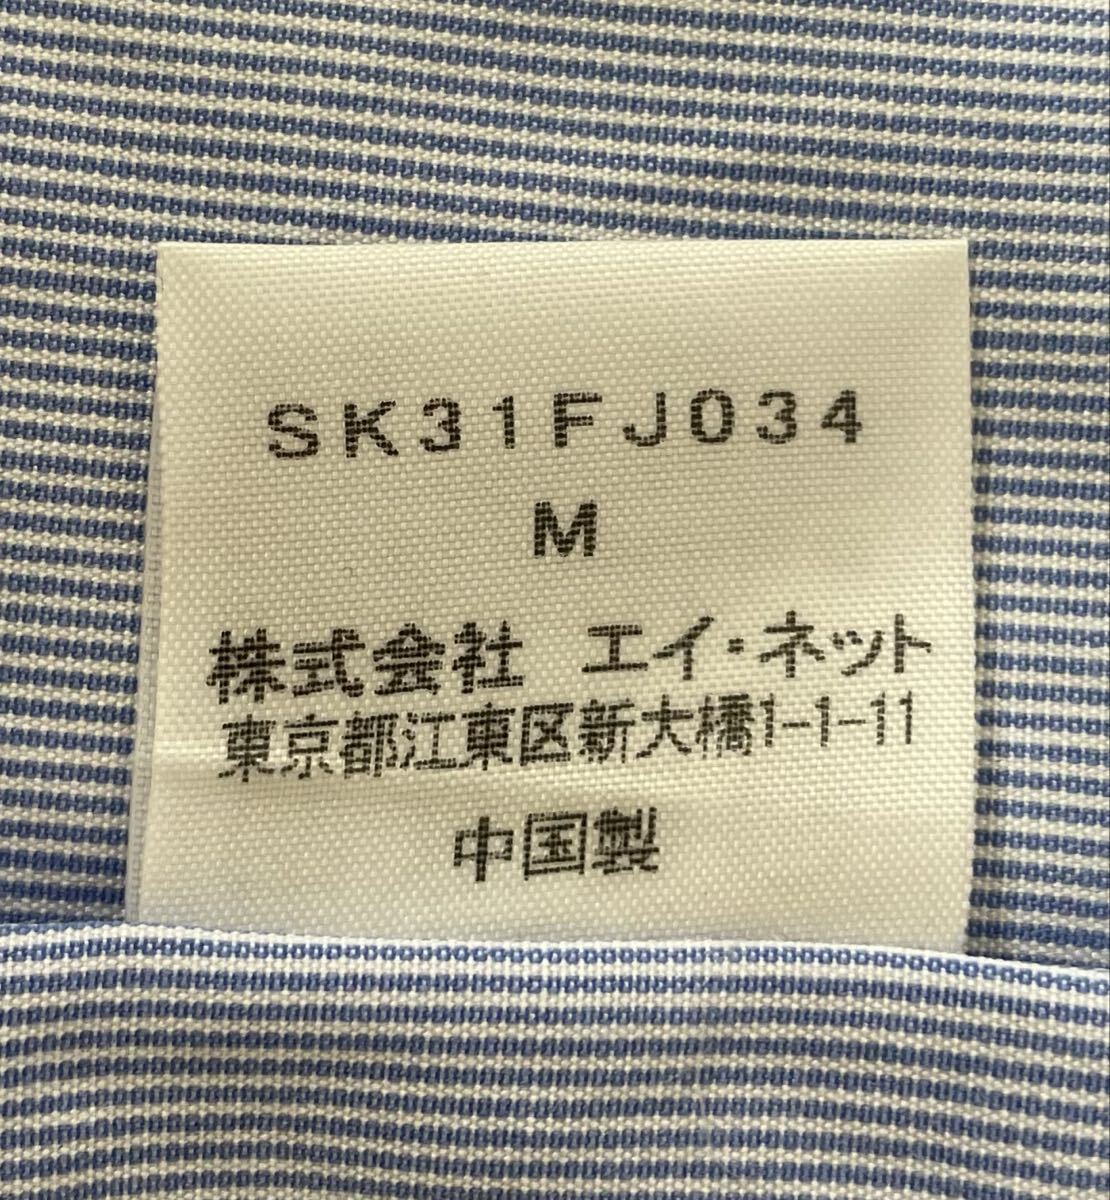 SK31FJ034
M
株式会社 エイ・ネット
東京都江東区新大橋1-1-11
中国製